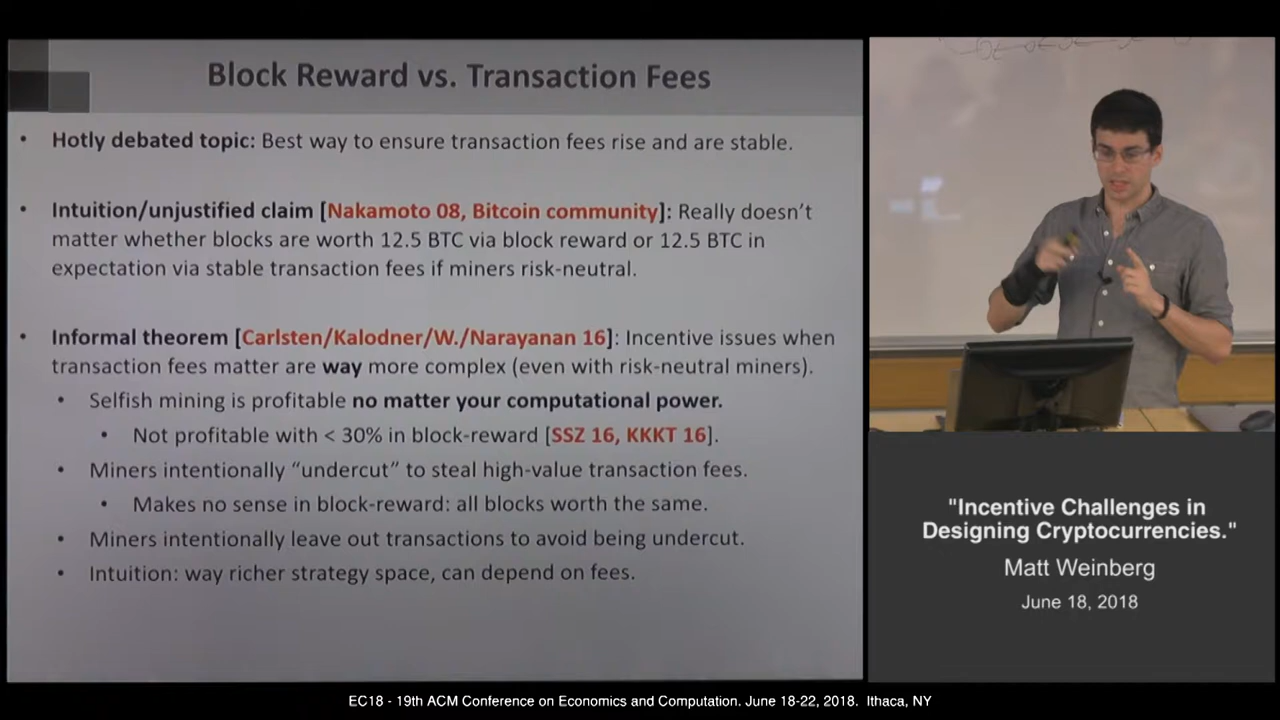 Block Reward vs. Transaction Fees
• Hotly debated topic: Best way to ensure transaction fees rise and are stable.
• Intuition/unjustified claim [Nakamoto 08, Bitcoin community]: Really doesn’t
matter whether blocks are worth 12.5 BTC via block reward or 12.5 BTC in
expectation via stable transaction fees if miners risk-neutral.
• Informal theorem [Carlsten/Kalodner/W./Narayanan 16]: Incentive issues when
transaction fees matter are way more complex (even with risk-neutral miners).
• Selfish mining is profitable no matter your computational power.
• Not profitable with < 30% in block-reward [SSZ 16, KKKT 16].
• Miners intentionally “undercut” to steal high-value transaction fees.
• Makes no sense in block-reward: all blocks worth the same.
• Miners intentionally leave out transactions to avoid being undercut.
• Intuition: way richer strategy space, can depend on fees.
"Incentive Challenges in
Designing Cryptocurrencies."
Matt Weinberg
June 18, 2018
EC18 - 19th ACM Conference on Economics and Computation. June 18-22, 2018. Ithaca, NY